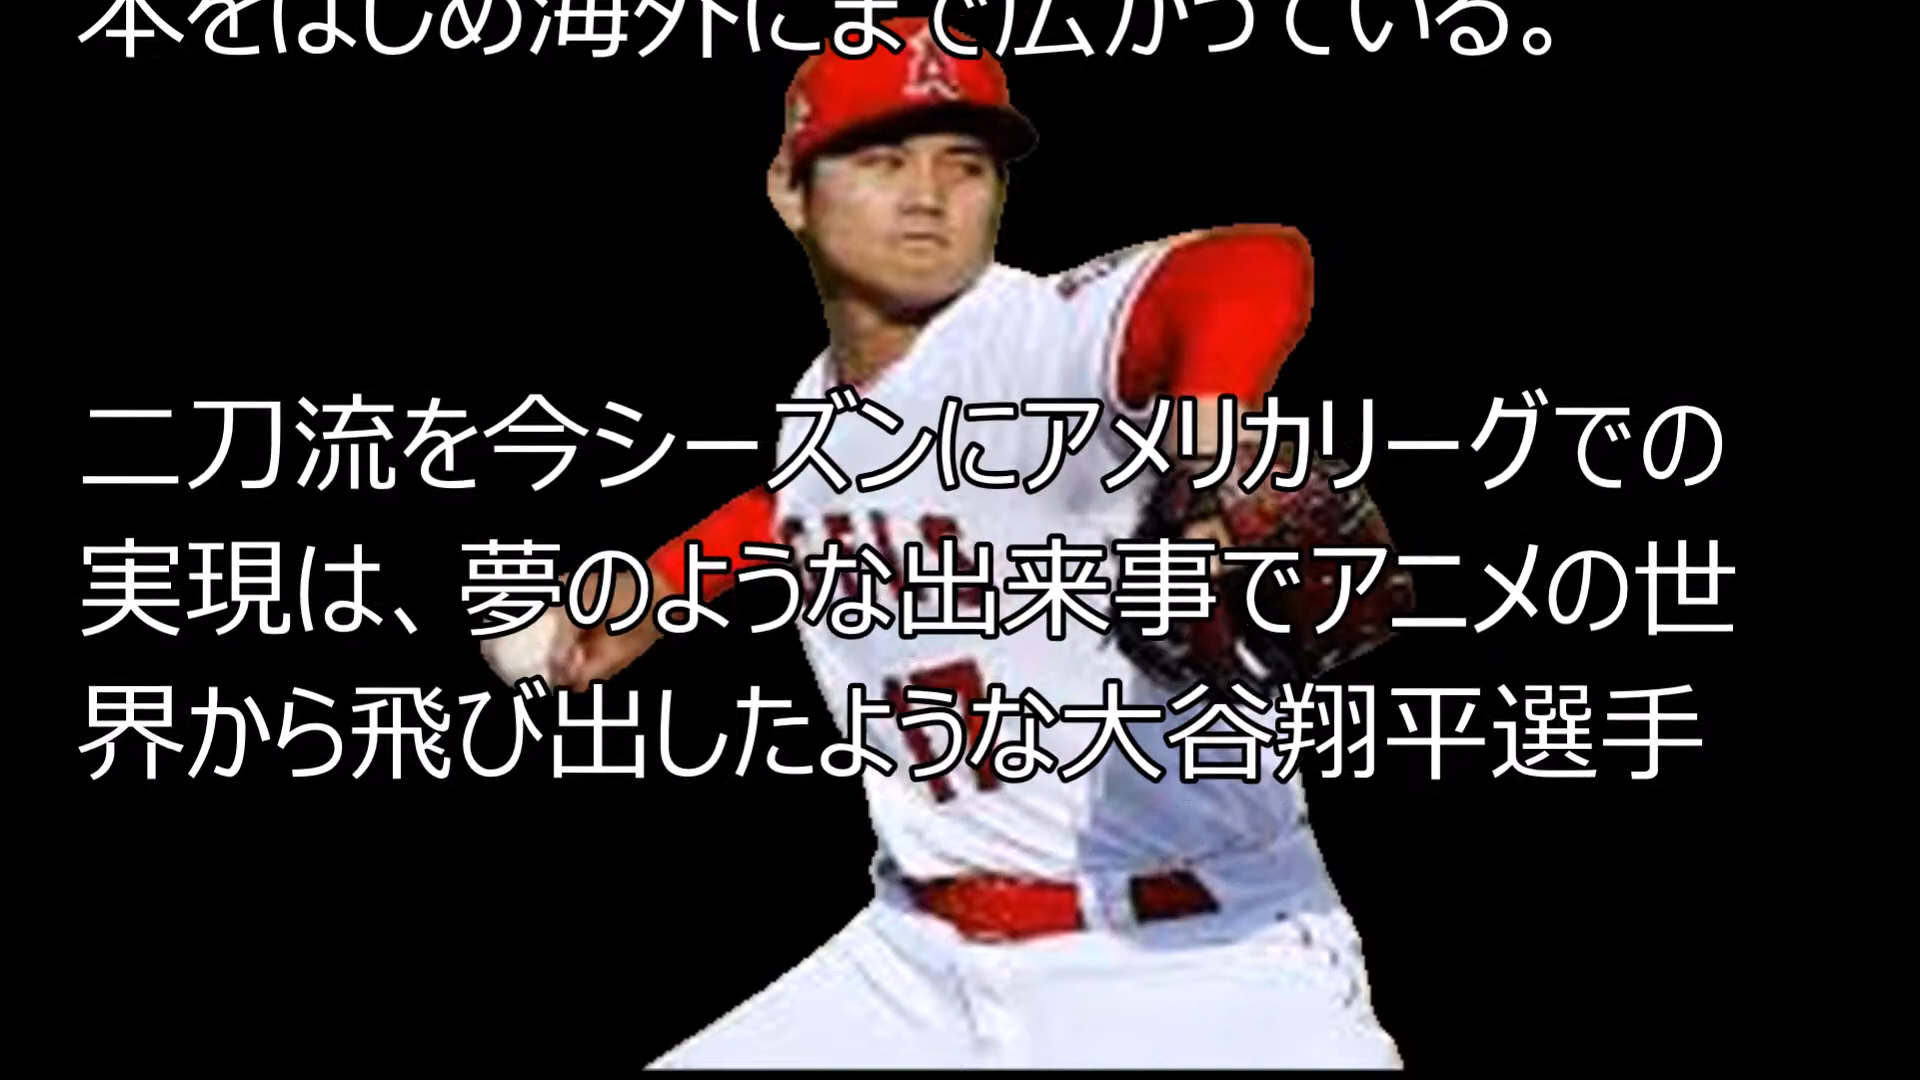 本をはじめ海外にまで広がっている。
二刀流を今シーズンにアメリカリーグでの
実現は、夢のような出来事でアニメの世
界から飛び出したような大谷翔平選手
A
17